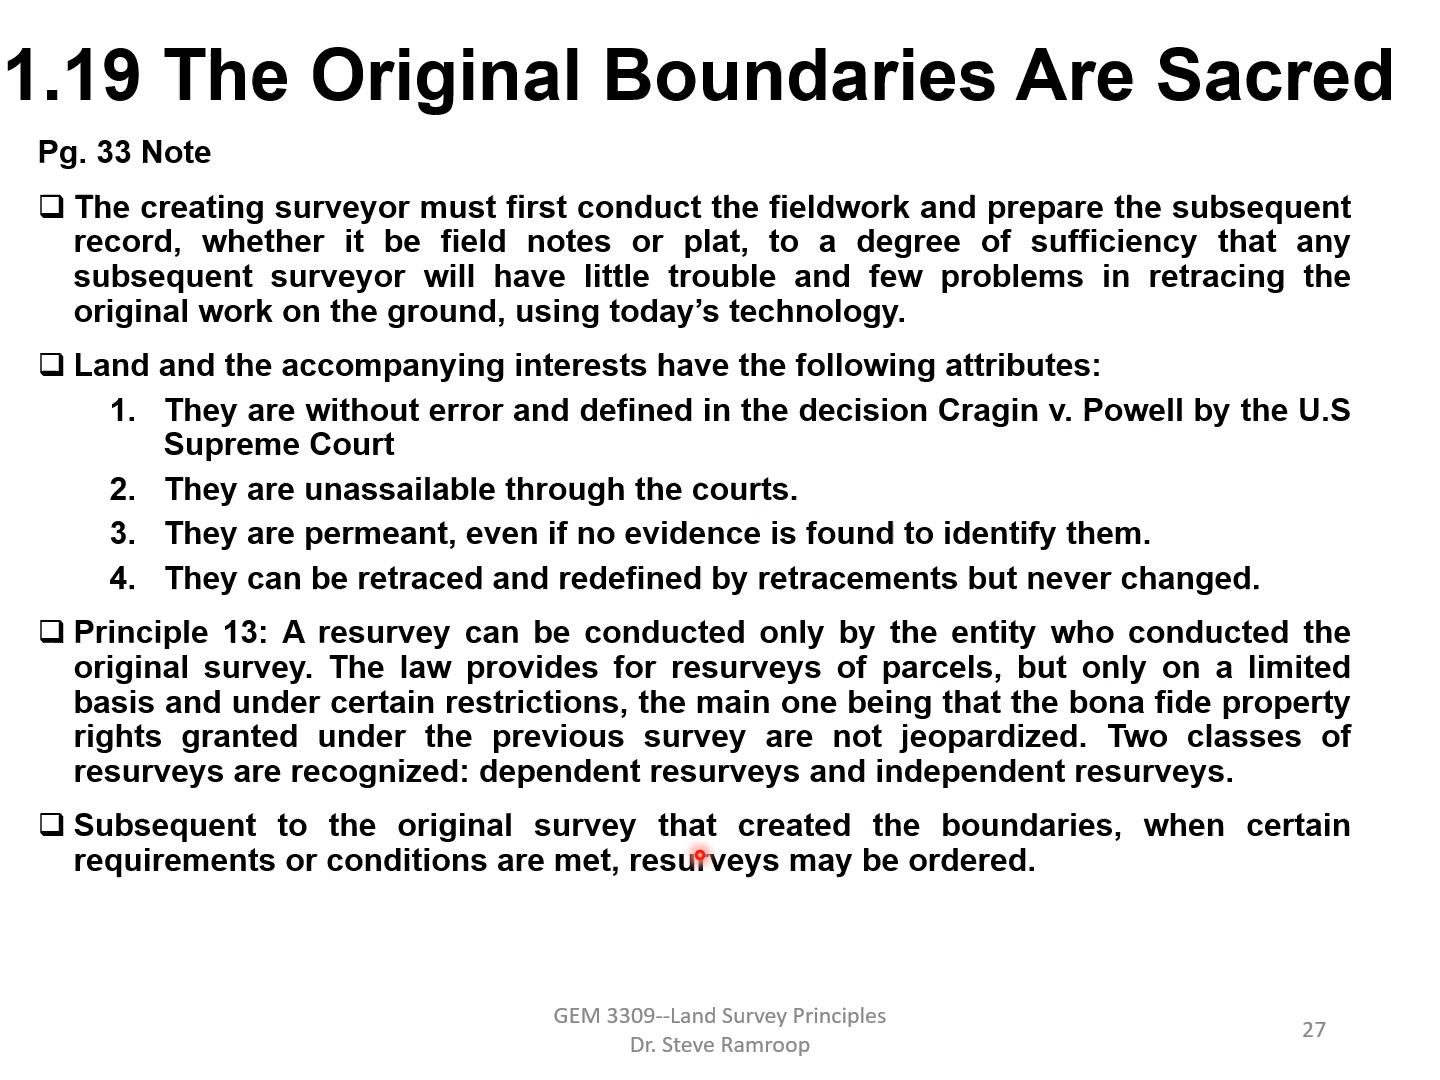 1.19 The Original Boundaries Are Sacred
Pg. 33 Note
❑ The creating surveyor must first conduct the fieldwork and prepare the subsequent
record, whether it be field notes or plat, to a degree of sufficiency that any
subsequent surveyor will have little trouble and few problems in retracing the
original work on the ground, using today’s technology.
❑ Land and the accompanying interests have the following attributes:
1. They are without error and defined in the decision Cragin v. Powell by the U.S
Supreme Court
2. They are unassailable through the courts.
3. They are permeant, even if no evidence is found to identify them.
4. They can be retraced and redefined by retracements but never changed.
❑ Principle 13: A resurvey can be conducted only by the entity who conducted the
original survey. The law provides for resurveys of parcels, but only on a limited
basis and under certain restrictions, the main one being that the bona fide property
rights granted under the previous survey are not jeopardized. Two classes of
resurveys are recognized: dependent resurveys and independent resurveys.
❑ Subsequent to the original survey that created the boundaries, when certain
requirements or conditions are met, resurveys may be ordered.
GEM 3309--Land Survey Principles
Dr. Steve Ramroop
27